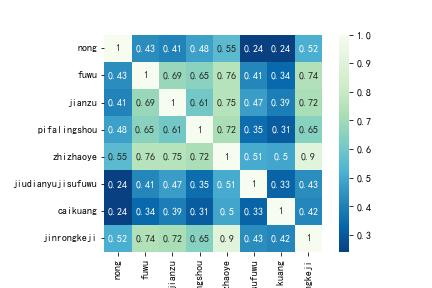 nong 1 0.43 0.41 0.48 0.55 0.24 0.24 0.52
fuwu 0.43 1 0.69 0.65 0.76 0.41 0.34 0.74
jianzu 0.41 0.69 1 0.61 0.75 0.47 0.39 0.72
pifalingshou 0.48 0.65 0.61 1 0.72 0.35 0.31 0.65
zhizhaoye 0.55 0.76 0.75 0.72 1 0.51 0.5 0.9
jiudianyujisufuwu 0.24 0.41 0.47 0.35 0.51 1 0.33 0.43
caikuang 0.24 0.34 0.39 0.31 0.5 0.33 1 0.42
jinrongkeji 0.52 0.74 0.72 0.65 0.9 0.43 0.42 1
nong
fuwu
jianzu
ngshou
haoye
ufuwu
kuang
gkeji
1.0
0.9
0.8
0.7
0.6
0.5
0.4
0.3